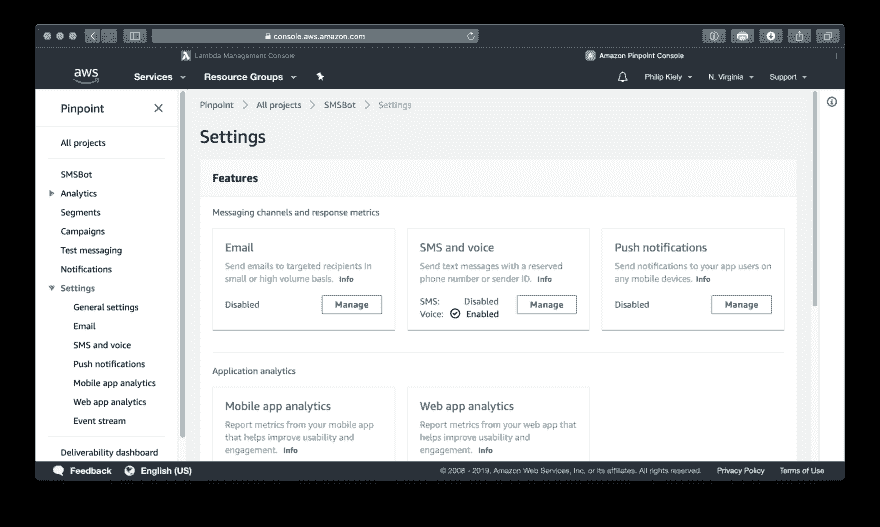 console.aws.amazon.com
Lambda Management Console
Amazon Pinpoint Console
aws
Services
Resource Groups
Philip Kiely
N. Virginia
Support
Pinpoint
All projects
SMSBot
Analytics
Segments
Campaigns
Test messaging
Notifications
Settings
General settings
Email
SMS and voice
Push notifications
Mobile app analytics
Web app analytics
Event stream
Deliverability dashboard
Pinpoint > All projects > SMSBot > Settings
Settings
Features
Messaging channels and response metrics
Email
Send emails to targeted recipients in
small or high volume basis. Info
Disabled
Manage
SMS and voice
Send text messages with a reserved
phone number or sender ID. Info
SMS: Disabled
Voice: Enabled
Manage
Push notifications
Send notifications to your app users on
any mobile devices. Info
Disabled
Manage
Application analytics
Mobile app analytics
Report metrics from your mobile app
that helps improve usability and
engagement. Info
Web app analytics
Report metrics from your web app that
helps improve usability and
engagement. Info
Feedback
English (US)
© 2008 - 2019, Amazon Web Services, Inc. or its affiliates. All rights reserved.
Privacy Policy
Terms of Use